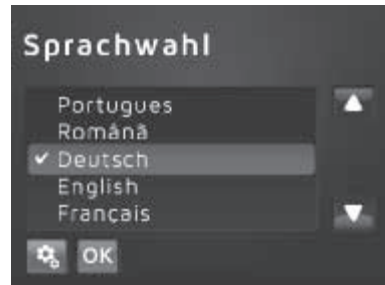 Sprachwahl
Portugues
Română
✔ Deutsch
English
Français
OK